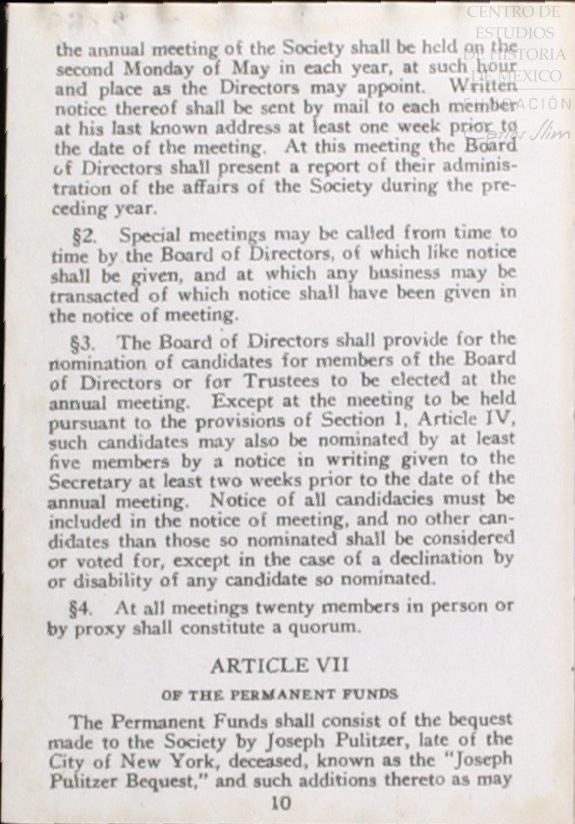 CENTRO DE
ESTUDIOS
DE HISTORIA
DE MEXICO
FUNDACIÓN
Carlos Slim
the annual meeting of the Society shall be held on the
second Monday of May in each year, at such hour
and place as the Directors may appoint. Written
notice thereof shall be sent by mail to each member
at his last known address at least one week prior to
the date of the meeting. At this meeting the Board
of Directors shall present a report of their adminis-
tration of the affairs of the Society during the pre-
ceding year.
§2. Special meetings may be called from time to
time by the Board of Directors, of which like notice
shall be given, and at which any business may be
transacted of which notice shall have been given in
the notice of meeting.
§3. The Board of Directors shall provide for the
nomination of candidates for members of the Board
of Directors or for Trustees to be elected at the
annual meeting. Except at the meeting to be held
pursuant to the provisions of Section 1, Article IV,
such candidates may also be nominated by at least
five members by a notice in writing given to the
Secretary at least two weeks prior to the date of the
annual meeting. Notice of all candidacies must be
included in the notice of meeting, and no other can-
didates than those so nominated shall be considered
or voted for, except in the case of a declination by
or disability of any candidate so nominated.
§4. At all meetings twenty members in person or
by proxy shall constitute a quorum.
ARTICLE VII
OF THE PERMANENT FUNDS
The Permanent Funds shall consist of the bequest
made to the Society by Joseph Pulitzer, late of the
City of New York, deceased, known as the "Joseph
Pulitzer Bequest," and such additions thereto as may
10